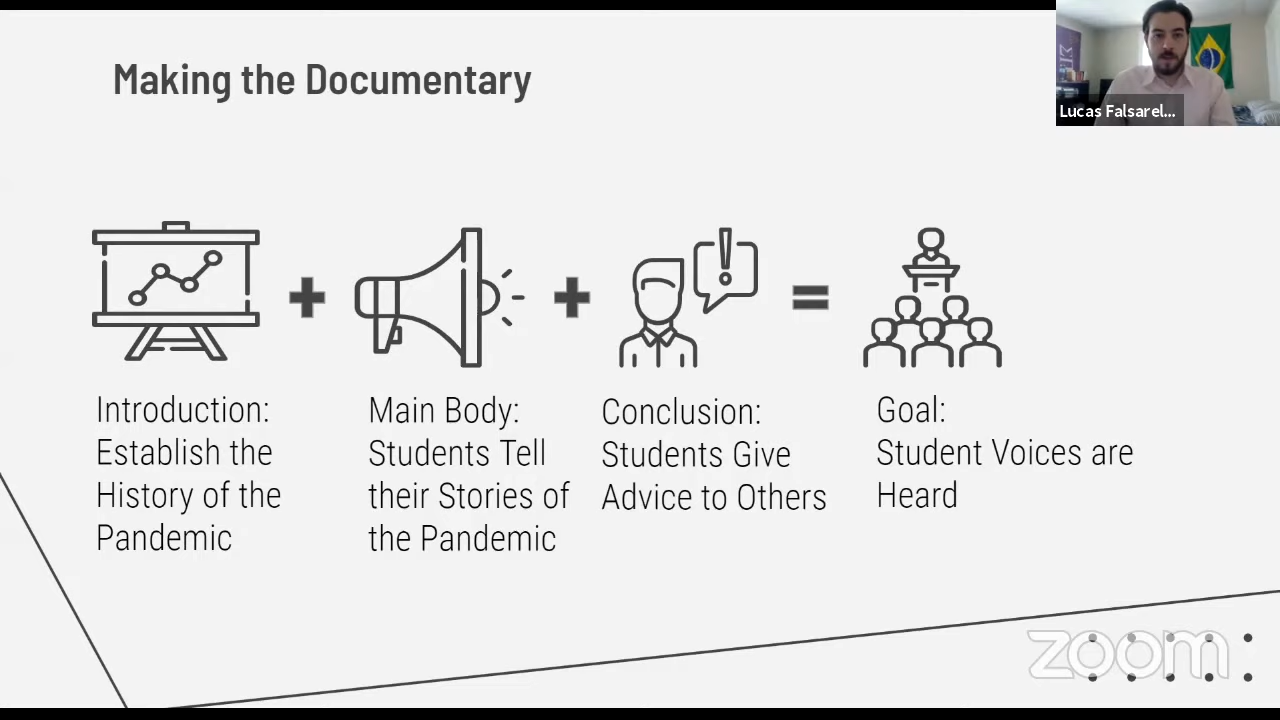 Making the Documentary
Lucas Falsarel...
Introduction:
Establish the
History of the
Pandemic
Main Body:
Students Tell
their Stories of
the Pandemic
Conclusion:
Students Give
Advice to Others
Goal:
Student Voices are
Heard
zoom